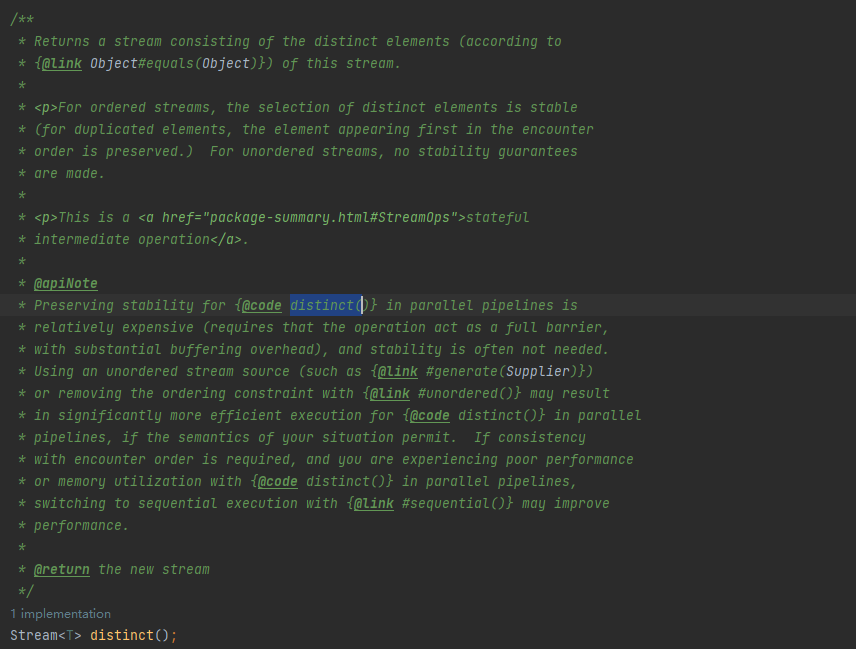 /**
 * Returns a stream consisting of the distinct elements (according to
 * {@link Object#equals(Object)}) of this stream.
 *
 * <p>For ordered streams, the selection of distinct elements is stable
 * (for duplicated elements, the element appearing first in the encounter
 * order is preserved.)  For unordered streams, no stability guarantees
 * are made.
 *
 * <p>This is a <a href="package-summary.html#StreamOps">stateful
 * intermediate operation</a>.
 *
 * @apiNote
 * Preserving stability for {@code distinct()} in parallel pipelines is
 * relatively expensive (requires that the operation act as a full barrier,
 * with substantial buffering overhead), and stability is often not needed.
 * Using an unordered stream source (such as {@link #generate(Supplier)})
 * or removing the ordering constraint with {@link #unordered()} may result
 * in significantly more efficient execution for {@code distinct()} in parallel
 * pipelines, if the semantics of your situation permit.  If consistency
 * with encounter order is required, and you are experiencing poor performance
 * or memory utilization with {@code distinct()} in parallel pipelines,
 * switching to sequential execution with {@link #sequential()} may improve
 * performance.
 *
 * @return the new stream
 */
1 implementation
Stream<T> distinct();